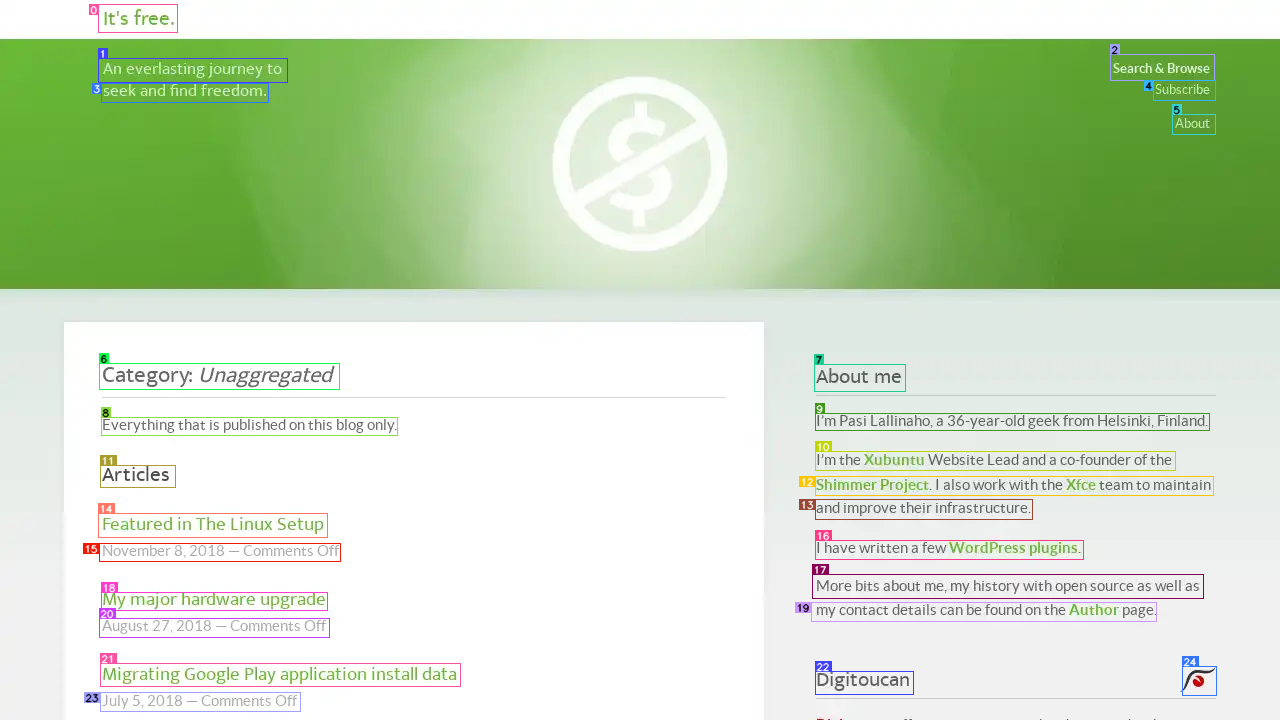 It's free.
An everlasting journey to
seek and find freedom.
Search & Browse
Subscribe
About
Category: Unaggregated
Everything that is published on this blog only.
Articles
Featured in The Linux Setup
November 8, 2018 — Comments Off
My major hardware upgrade
August 27, 2018 — Comments Off
Migrating Google Play application install data
July 5, 2018 — Comments Off
About me
I'm Pasi Lallinaho, a 36-year-old geek from Helsinki, Finland.
I'm the Xubuntu Website Lead and a co-founder of the
Shimmer Project. I also work with the Xfce team to maintain
and improve their infrastructure.
I have written a few WordPress plugins.
More bits about me, my history with open source as well as
my contact details can be found on the Author page.
Digitoucan